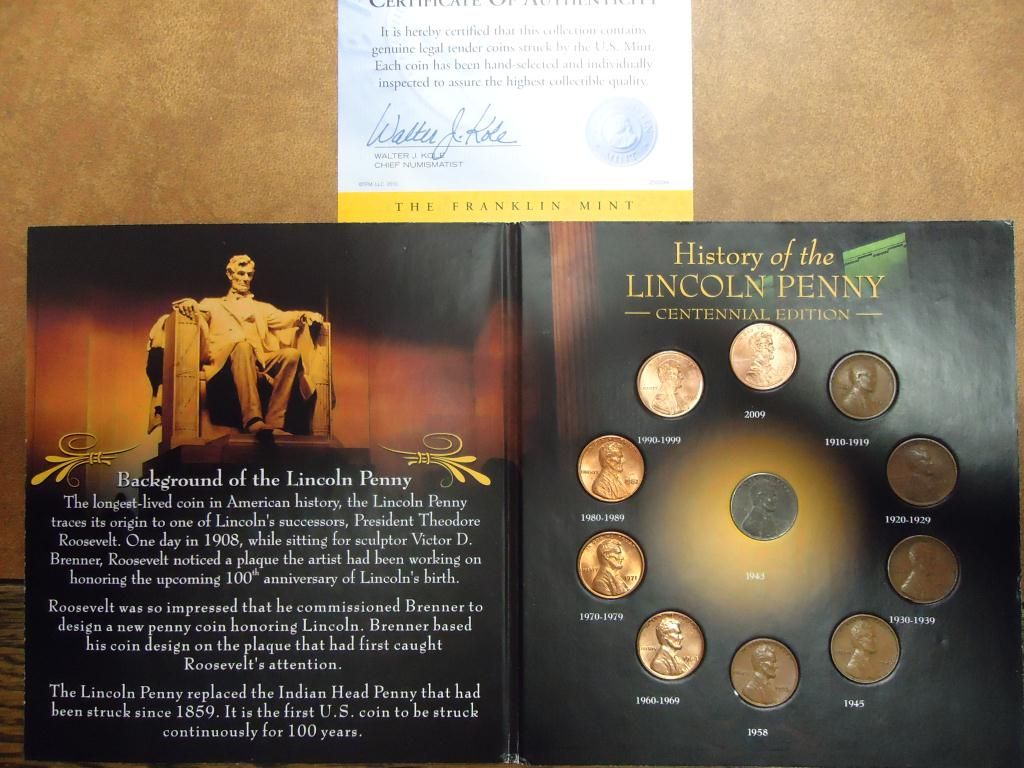 CERTIFICATE OF AUTHENTICITY
It is hereby certified that this collection contains
genuine legal tender coins struck by the U.S. Mint.
Each coin has been hand-selected and individually
inspected to assure the highest collectible quality.
Walter J. Kole
WALTER J. KOLE
CHIEF NUMISMATIST
THE FRANKLIN MINT
Background of the Lincoln Penny
The longest-lived coin in American history, the Lincoln Penny
traces its origin to one of Lincoln's successors, President Theodore
Roosevelt. One day in 1908, while sitting for sculptor Victor D.
Brenner, Roosevelt noticed a plaque the artist had been working on
honoring the upcoming 100th anniversary of Lincoln's birth.
Roosevelt was so impressed that he commissioned Brenner to
design a new penny coin honoring Lincoln. Brenner based
his coin design on the plaque that had first caught
Roosevelt's attention.
The Lincoln Penny replaced the Indian Head Penny that had
been struck since 1859. It is the first U.S. coin to be struck
continuously for 100 years.
History of the
LINCOLN PENNY
CENTENNIAL EDITION
2009
1990-1999
1910-1919
1982
1980-1989
1920-1929
1943
1971
1970-1979
1930-1939
1960-1969
1945
1958